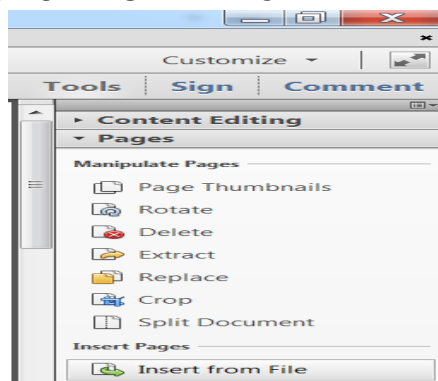 Customize
Tools Sign Comment
Content Editing
Pages
Manipulate Pages
Page Thumbnails
Rotate
Delete
Extract
Replace
Crop
Split Document
Insert Pages
Insert from File